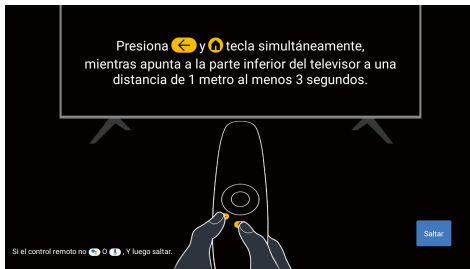 Presiona y tecla simultáneamente,
mientras apunta a la parte inferior del televisor a una
distancia de 1 metro al menos 3 segundos.
Saltar
Si el control remoto no O , Y luego saltar.